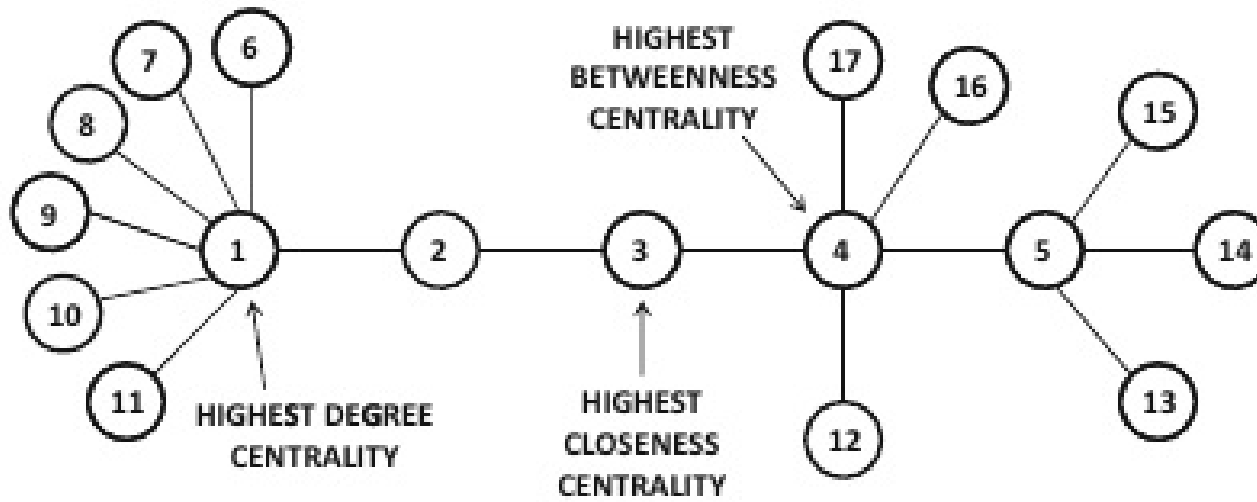 6
7
8
9
10
11
1
2
3
4
5
17
16
15
14
13
12
HIGHEST
BETWEENNESS
CENTRALITY
HIGHEST DEGREE
CENTRALITY
HIGHEST
CLOSENESS
CENTRALITY